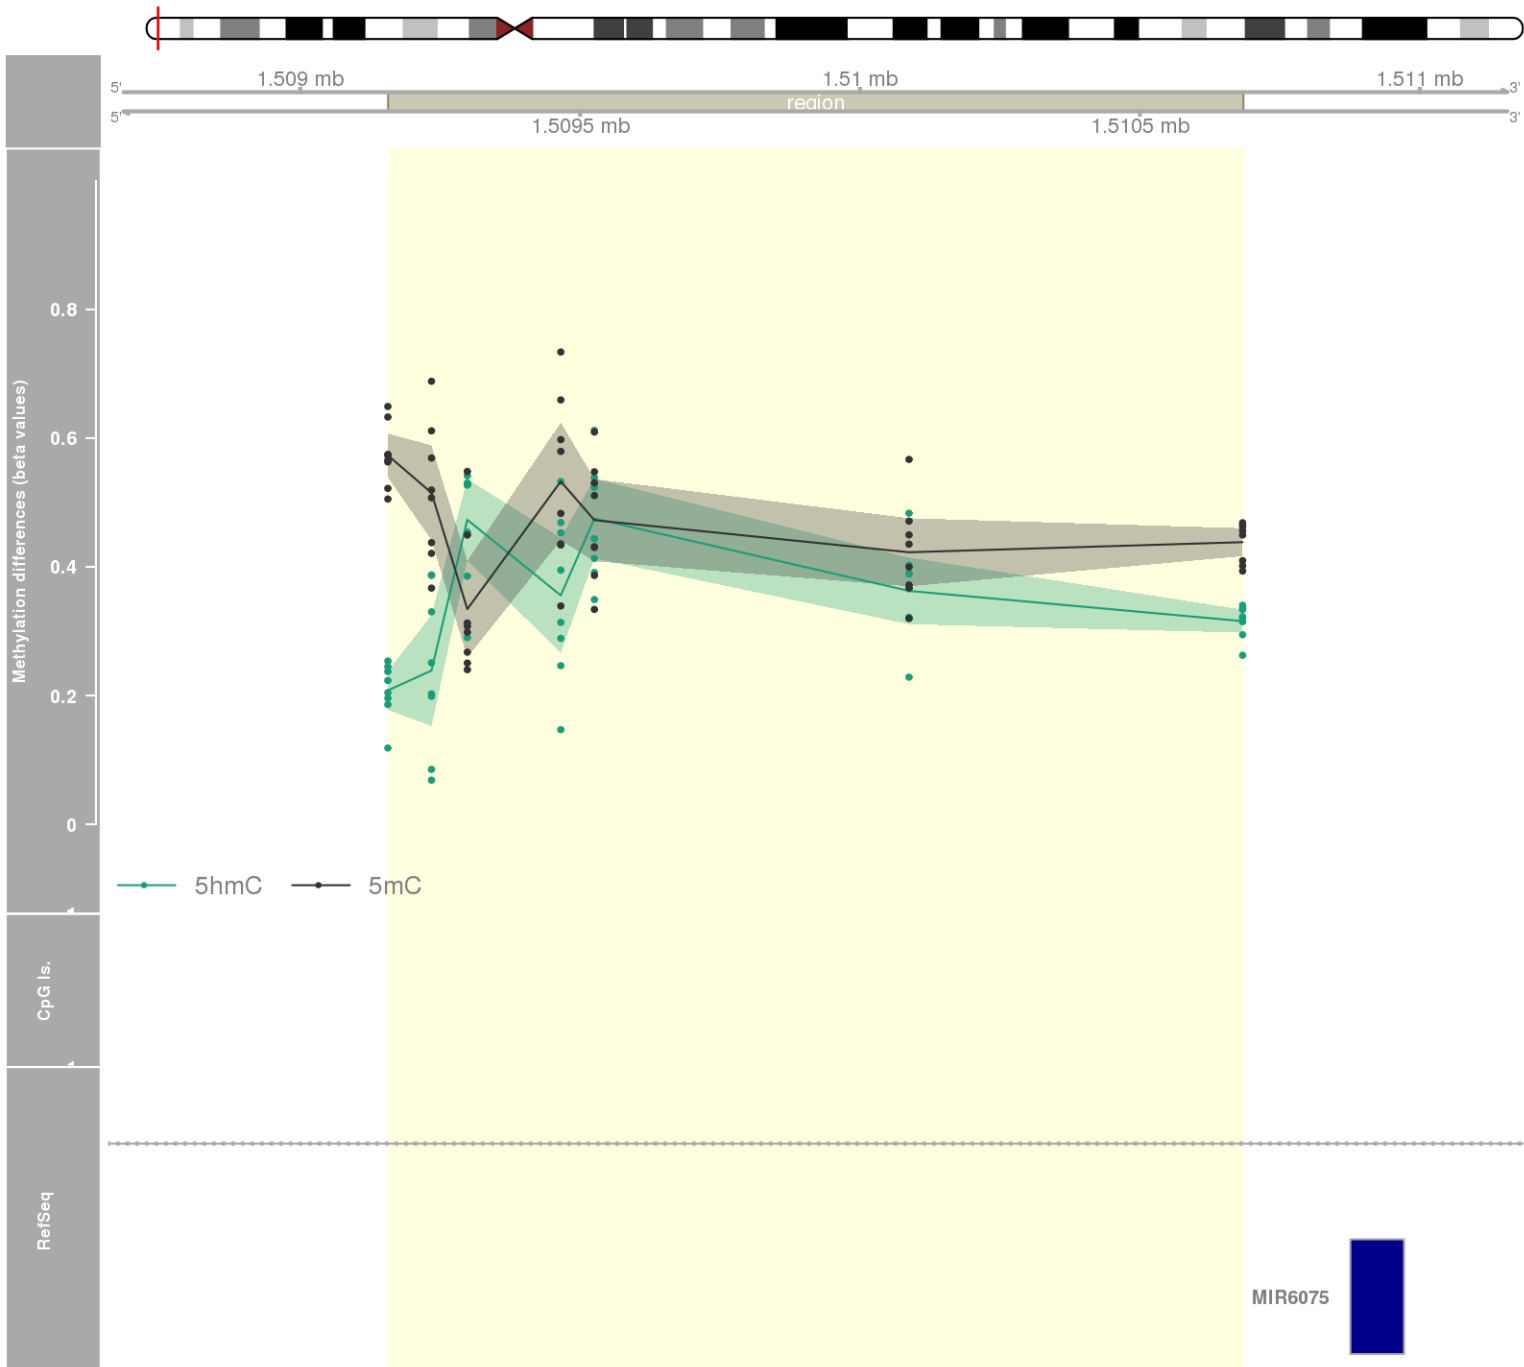 1.509 mb
1.51 mb
1.511 mb
5'
3'
region
5'
3'
1.5095 mb
1.5105 mb
Methylation differences (beta values)
0.8
0.6
0.4
0.2
0
5hmC
5mC
CpG Is.
RefSeq
MIR6075